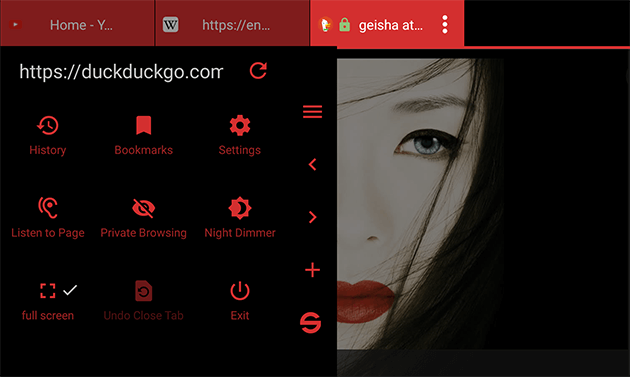 Home - Y...
https://en...
geisha at...
https://duckduckgo.com
History
Bookmarks
Settings
Listen to Page
Private Browsing
Night Dimmer
full screen
Undo Close Tab
Exit